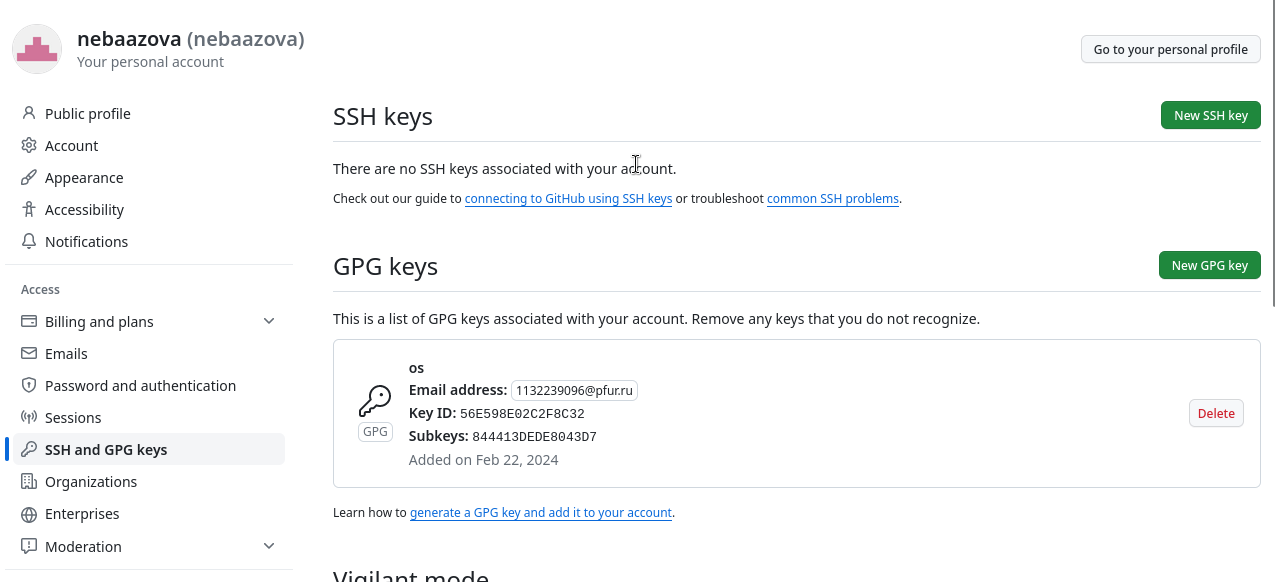 nebaazova (nebaazova)
Your personal account
Go to your personal profile
Public profile
Account
Appearance
Accessibility
Notifications
Access
Billing and plans
Emails
Password and authentication
Sessions
SSH and GPG keys
Organizations
Enterprises
Moderation
SSH keys
New SSH key
There are no SSH keys associated with your account.
Check out our guide to connecting to GitHub using SSH keys or troubleshoot common SSH problems.
GPG keys
New GPG key
This is a list of GPG keys associated with your account. Remove any keys that you do not recognize.
os
Email address: 1132239096@pfur.ru
Key ID: 56E598E02C2F8C32
GPG
Subkeys: 844413DEDE8043D7
Added on Feb 22, 2024
Delete
Learn how to generate a GPG key and add it to your account.
Vigilant mode